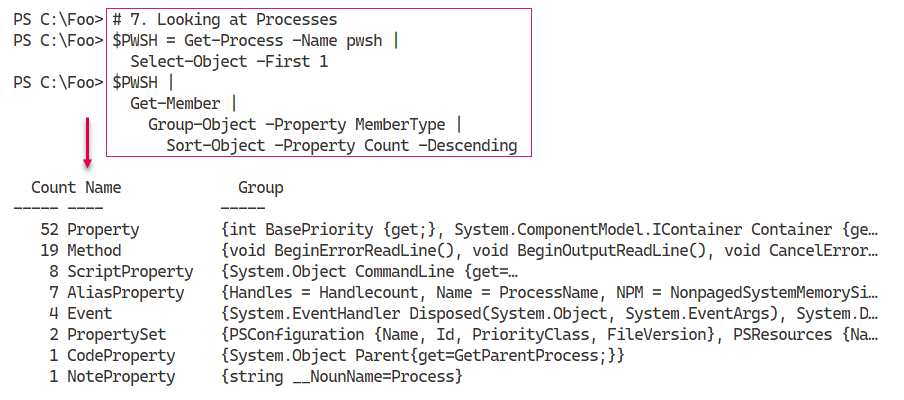 PS C:\Foo> # 7. Looking at Processes
PS C:\Foo> $PWSH = Get-Process -Name pwsh |
Select-Object -First 1
PS C:\Foo> $PWSH |
Get-Member |
Group-Object -Property MemberType |
Sort-Object -Property Count -Descending
Count Name Group
----- ---- -----
52 Property {int BasePriority {get;}, System.ComponentModel.IContainer Container {ge…
19 Method {void BeginErrorReadLine(), void BeginOutputReadLine(), void CancelError…
8 ScriptProperty {System.Object CommandLine {get=…
7 AliasProperty {Handles = Handlecount, Name = ProcessName, NPM = NonpagedSystemMemorySi…
4 Event {System.EventHandler Disposed(System.Object, System.EventArgs), System.D…
2 PropertySet {PSConfiguration {Name, Id, PriorityClass, FileVersion}, PSResources {Na…
1 CodeProperty {System.Object Parent{get=GetParentProcess;}}
1 NoteProperty {string __NounName=Process}